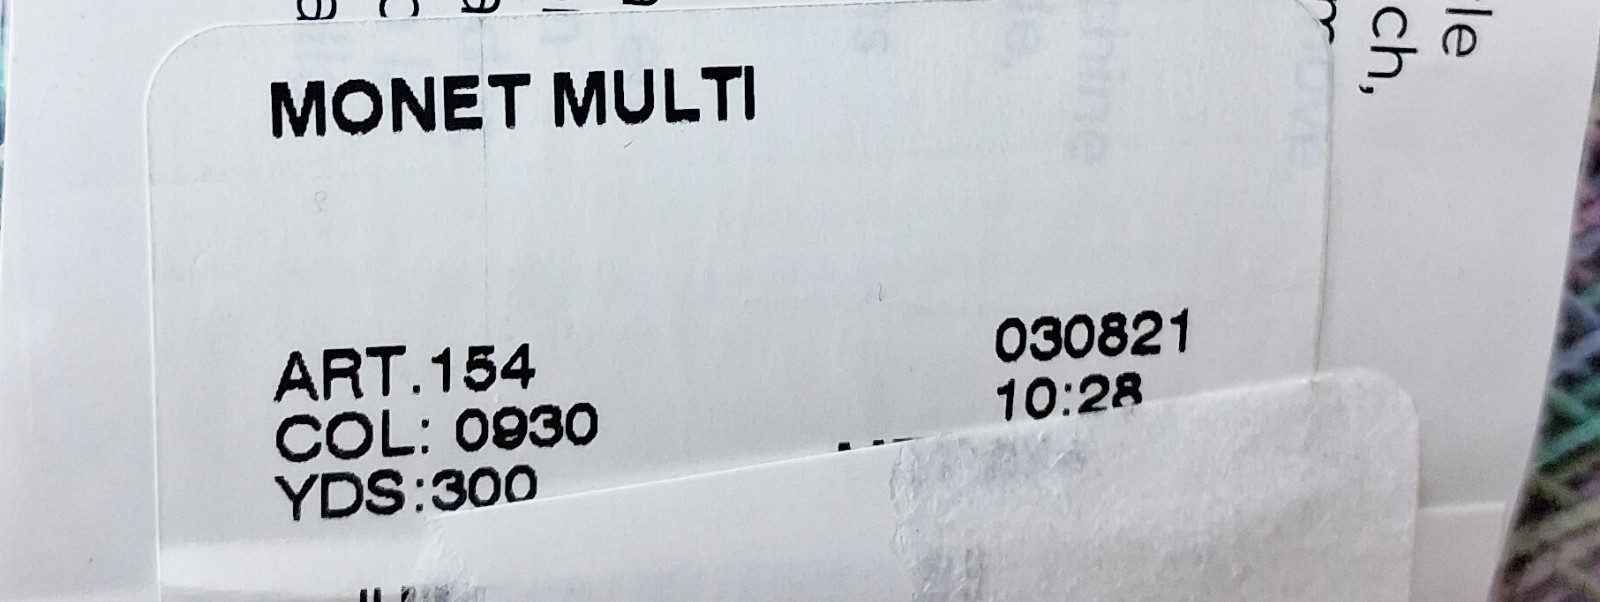 MONET MULTI
ART.154
COL: 0930
YDS:300
030821
10:28
le
ch,